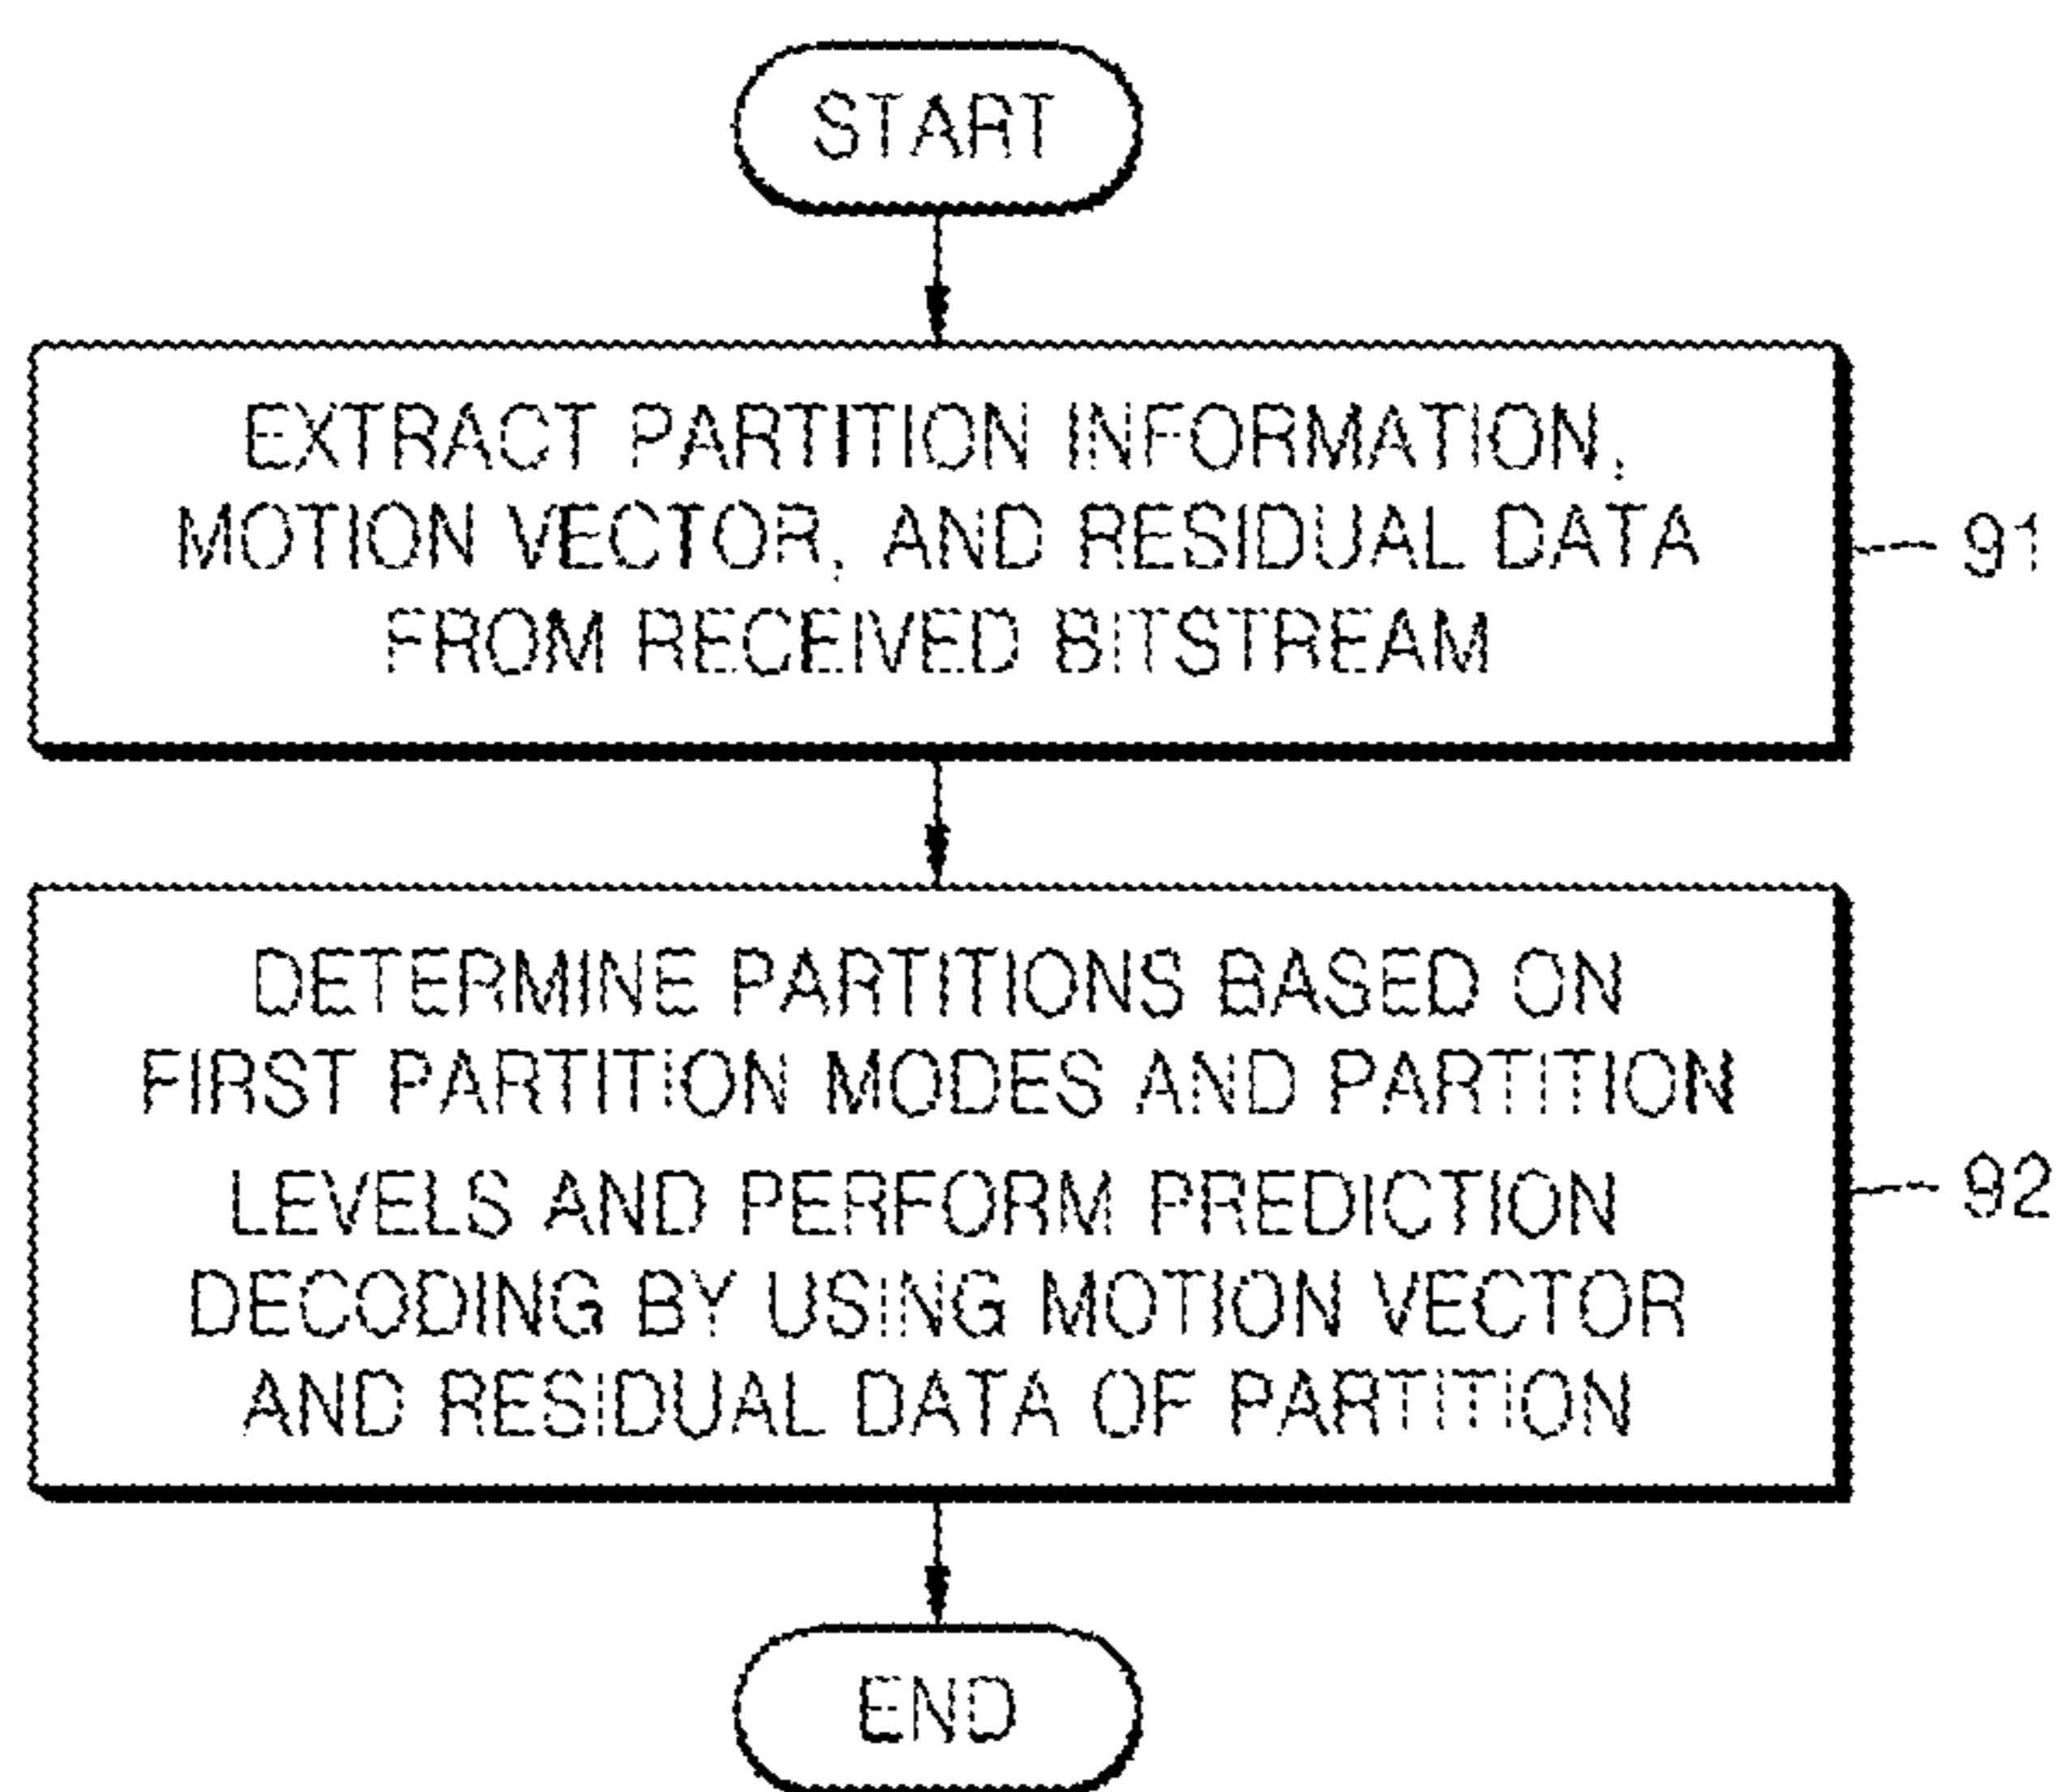 START
EXTRACT PARTITION INFORMATION,
MOTION VECTOR, AND RESIDUAL DATA
FROM RECEIVED BITSTREAM
91
DETERMINE PARTITIONS BASED ON
FIRST PARTITION MODES AND PARTITION
LEVELS AND PERFORM PREDICTION
DECODING BY USING MOTION VECTOR
AND RESIDUAL DATA OF PARTITION
92
END